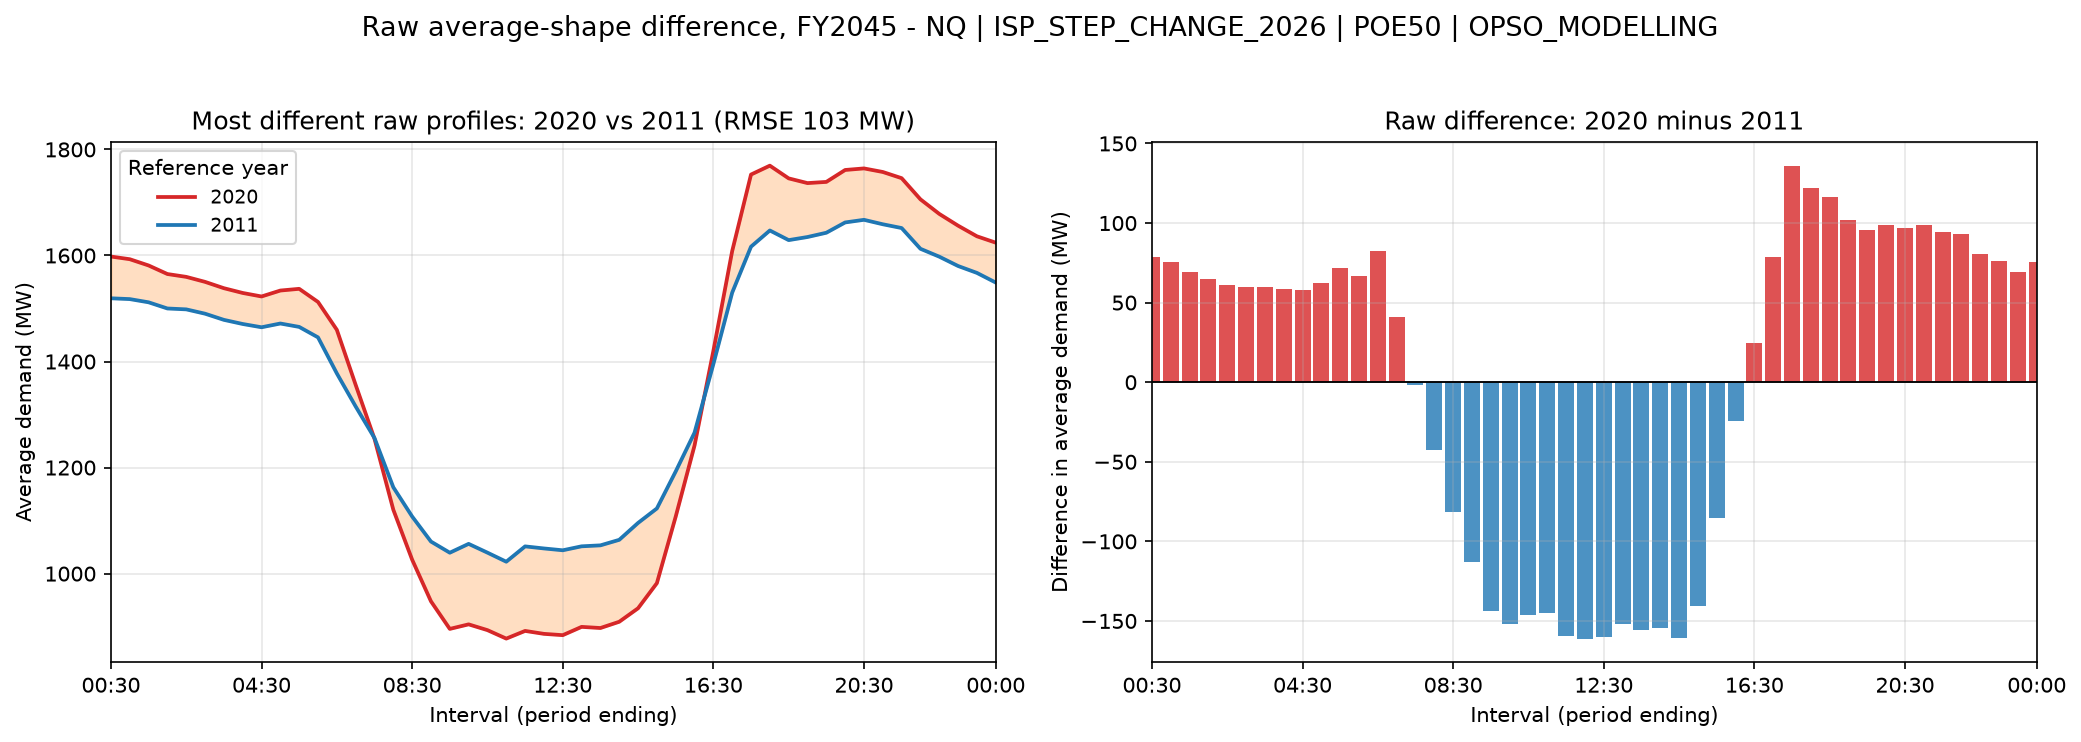 Raw average-shape difference, FY2045 - NQ | ISP_STEP_CHANGE_2026 | POE50 | OPSO_MODELLING
Most different raw profiles: 2020 vs 2011 (RMSE 103 MW)
Average demand (MW)
1800
1600
1400
1200
1000
Reference year
2020
2011
00:30 04:30 08:30 12:30 16:30 20:30 00:00
Interval (period ending)
Raw difference: 2020 minus 2011
Difference in average demand (MW)
150
100
50
0
−50
−100
−150
00:30 04:30 08:30 12:30 16:30 20:30 00:00
Interval (period ending)